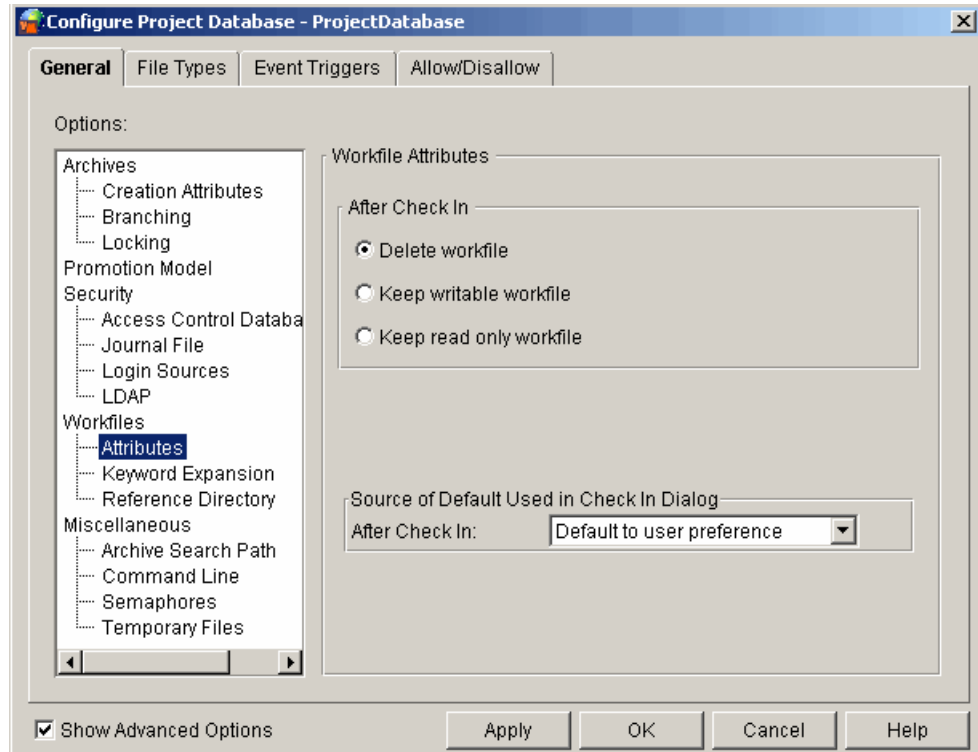 Configure Project Database - ProjectDatabase
General File Types Event Triggers Allow/Disallow
Options:
Archives
Creation Attributes
Branching
Locking
Promotion Model
Security
Access Control Databa
Journal File
Login Sources
LDAP
Workfiles
Attributes
Keyword Expansion
Reference Directory
Miscellaneous
Archive Search Path
Command Line
Semaphores
Temporary Files
Workfile Attributes
After Check In
Delete workfile
Keep writable workfile
Keep read only workfile
Source of Default Used in Check In Dialog
After Check In: Default to user preference
Show Advanced Options Apply OK Cancel Help